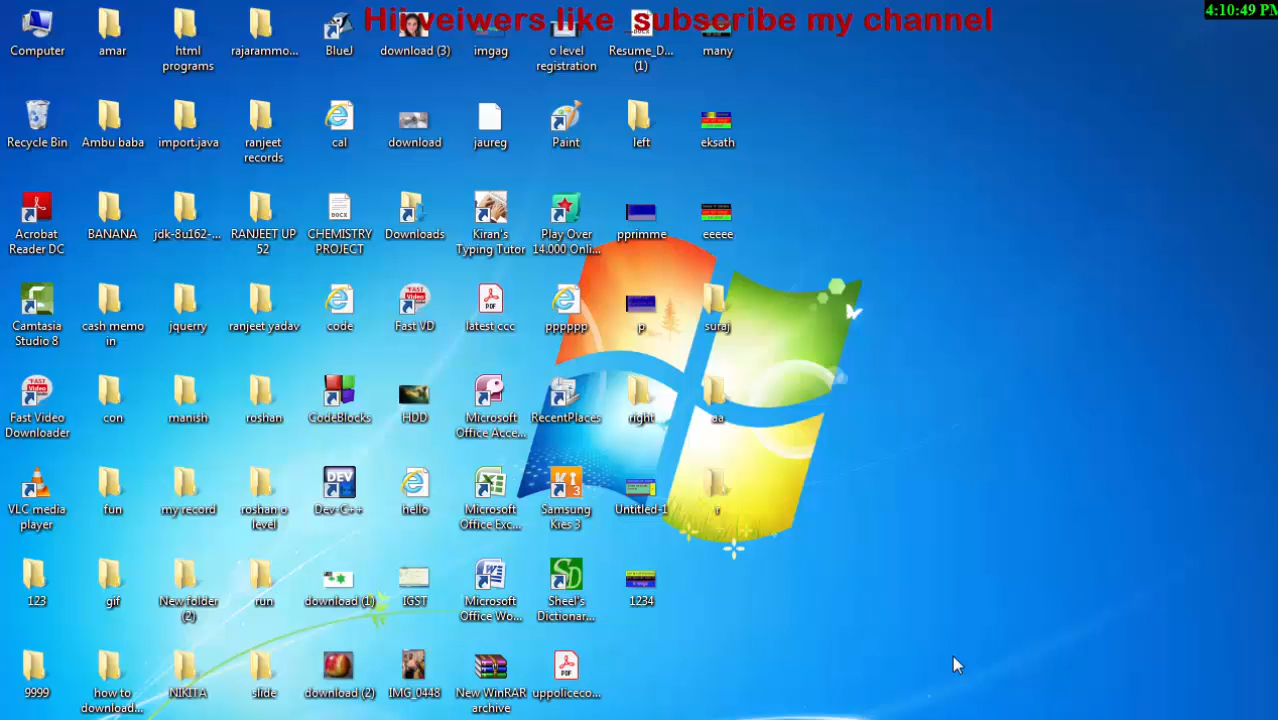 Hii veiwers like  subscribe my channel
4:10:49 PM
Computer
amar
html
programs
rajarammo...
BlueJ
download (3)
imgag
o level
registration
Resume_D...
(1)
many
Recycle Bin
Ambu baba
import.java
ranjeet
records
cal
download
jaureg
Paint
left
eksath
Acrobat
Reader DC
BANANA
jdk-8u162-...
RANJEET UP
52
CHEMISTRY
PROJECT
Downloads
Kiran's
Typing Tutor
Play Over
14.000 Onli...
pprimme
eeeee
Camtasia
Studio 8
cash memo
in
jquerry
ranjeet yadav
code
Fast VD
latest ccc
pppppp
p
suraj
Fast Video
Downloader
con
manish
roshan
CodeBlocks
HDD
Microsoft
Office Acce...
RecentPlaces
right
aa
VLC media
player
fun
my record
roshan o
level
Dev-C++
hello
Microsoft
Office Exc...
Samsung
Kies 3
Untitled-1
r
123
gif
New folder
(2)
run
download (1)
IGST
Microsoft
Office Wo...
Sheel's
Dictionar...
1234
9999
how to
download...
NIKITA
slide
download (2)
IMG_0448
New WinRAR
archive
uppoliceco...